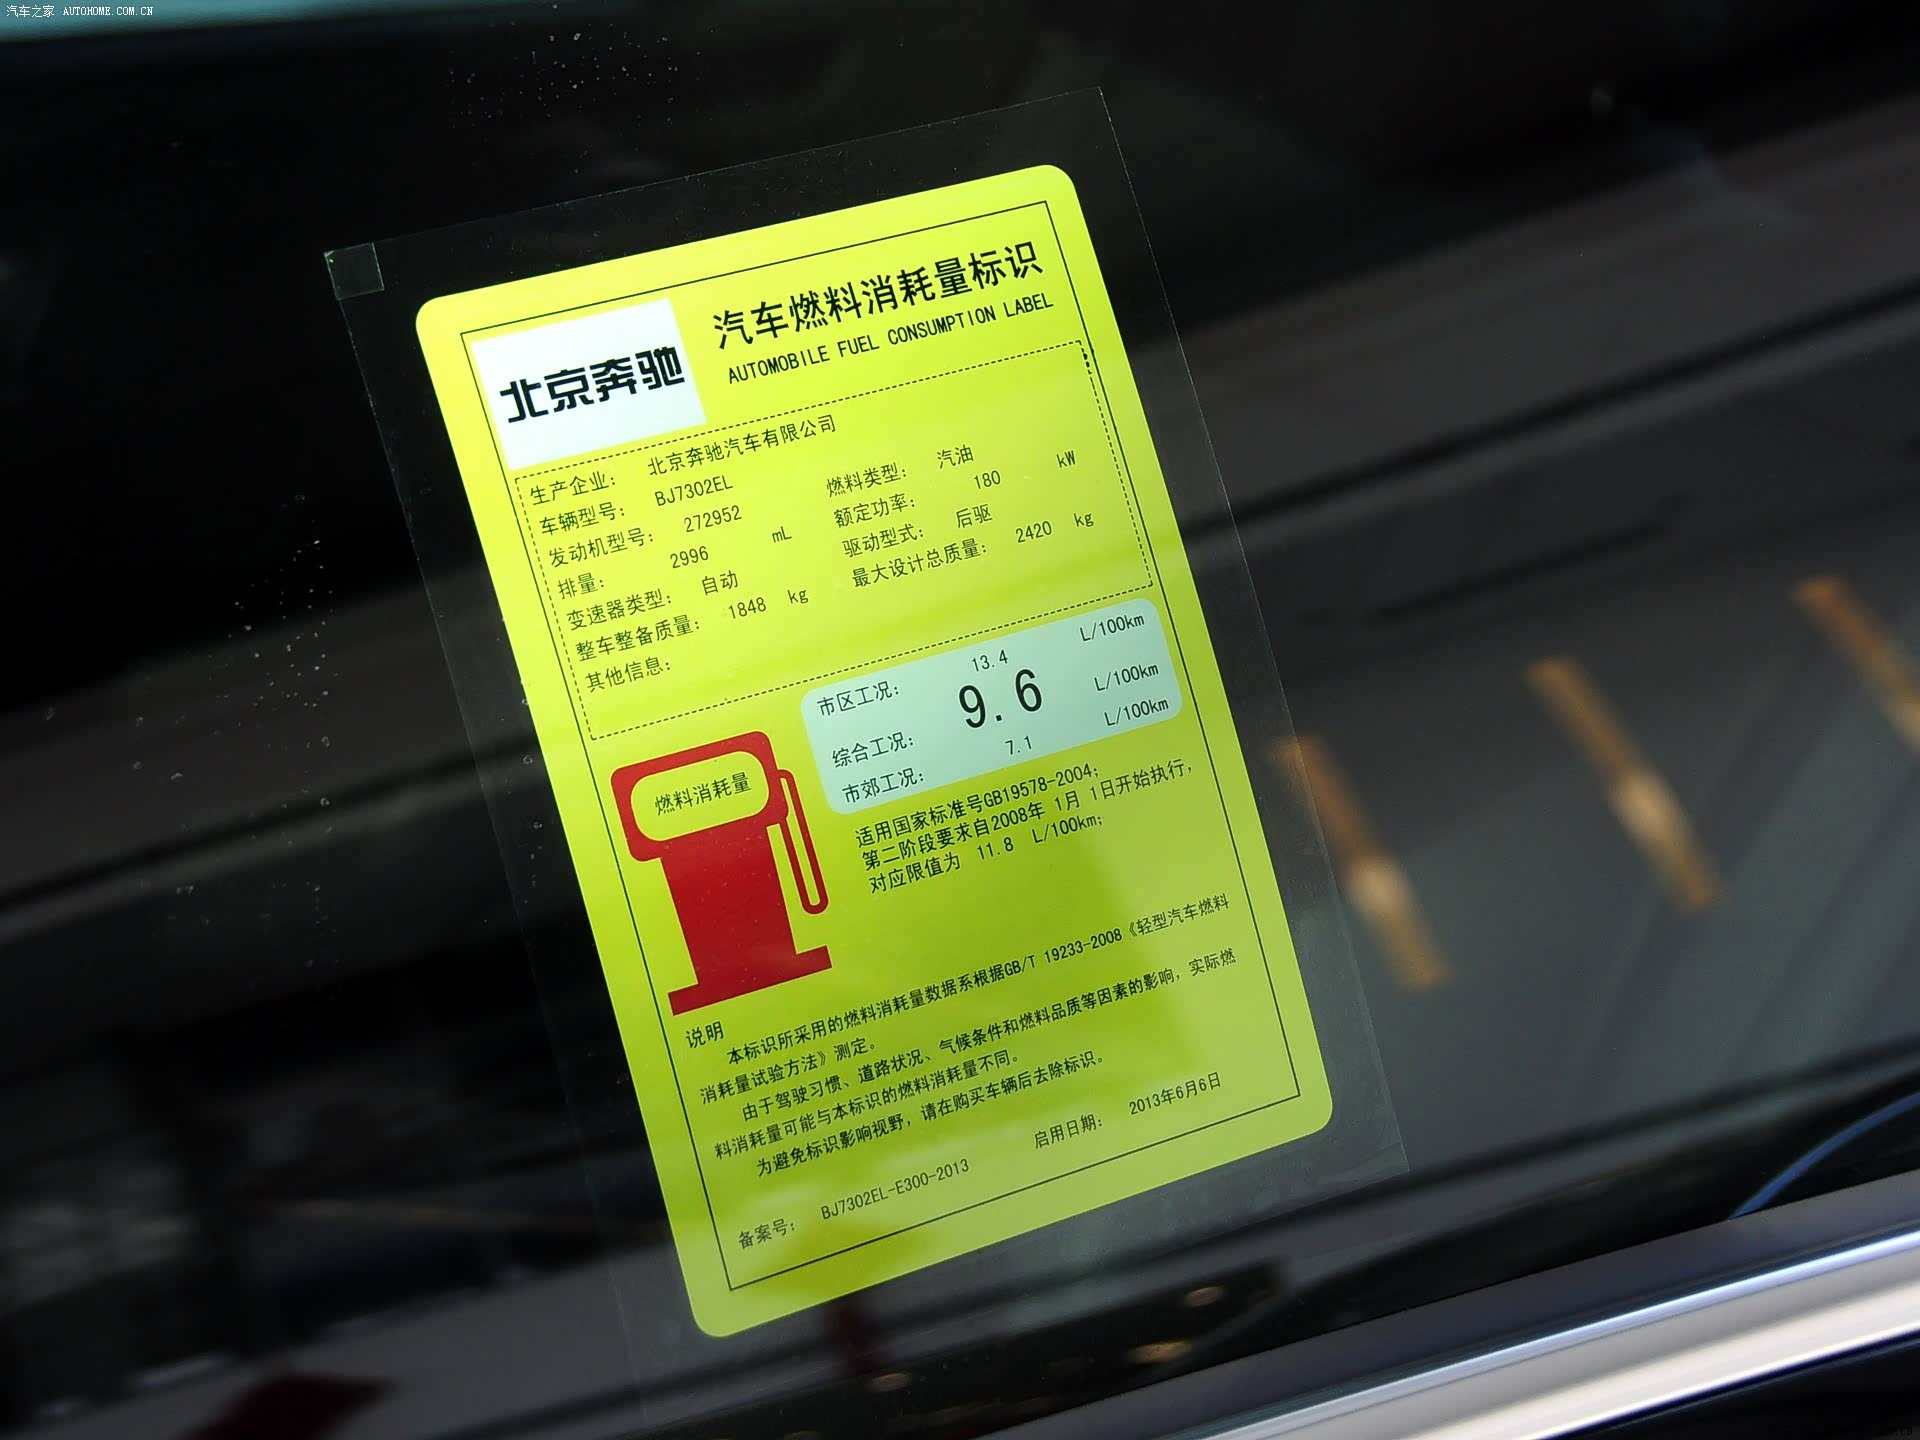 汽车之家 AUTOHOME.COM.CN
北京奔驰
汽车燃料消耗量标识
AUTOMOBILE FUEL CONSUMPTION LABEL
生产企业: 北京奔驰汽车有限公司
车辆型号: BJ7302EL 燃料类型: 汽油
发动机型号: 272952 额定功率: 180 kW
排量: 2996 mL 驱动型式: 后驱
变速器类型: 自动 最大设计总质量: 2420 kg
整车整备质量: 1848 kg
其他信息:
市区工况: 13.4 L/100km
综合工况: 9.6 L/100km
市郊工况: 7.1 L/100km
燃料消耗量
适用国家标准号GB19578-2004;
第二阶段要求自2008年 1月 1日开始执行,
对应限值为 11.8 L/100km;
说明
本标识所采用的燃料消耗量数据系根据GB/T 19233-2008《轻型汽车燃料
消耗量试验方法》测定。
由于驾驶习惯、道路状况、气候条件和燃料品质等因素的影响, 实际燃
料消耗量可能与本标识的燃料消耗量不同。
为避免标识影响视野, 请在购买车辆后去除标识。
备案号: BJ7302EL-E300-2013 启用日期: 2013年6月6日